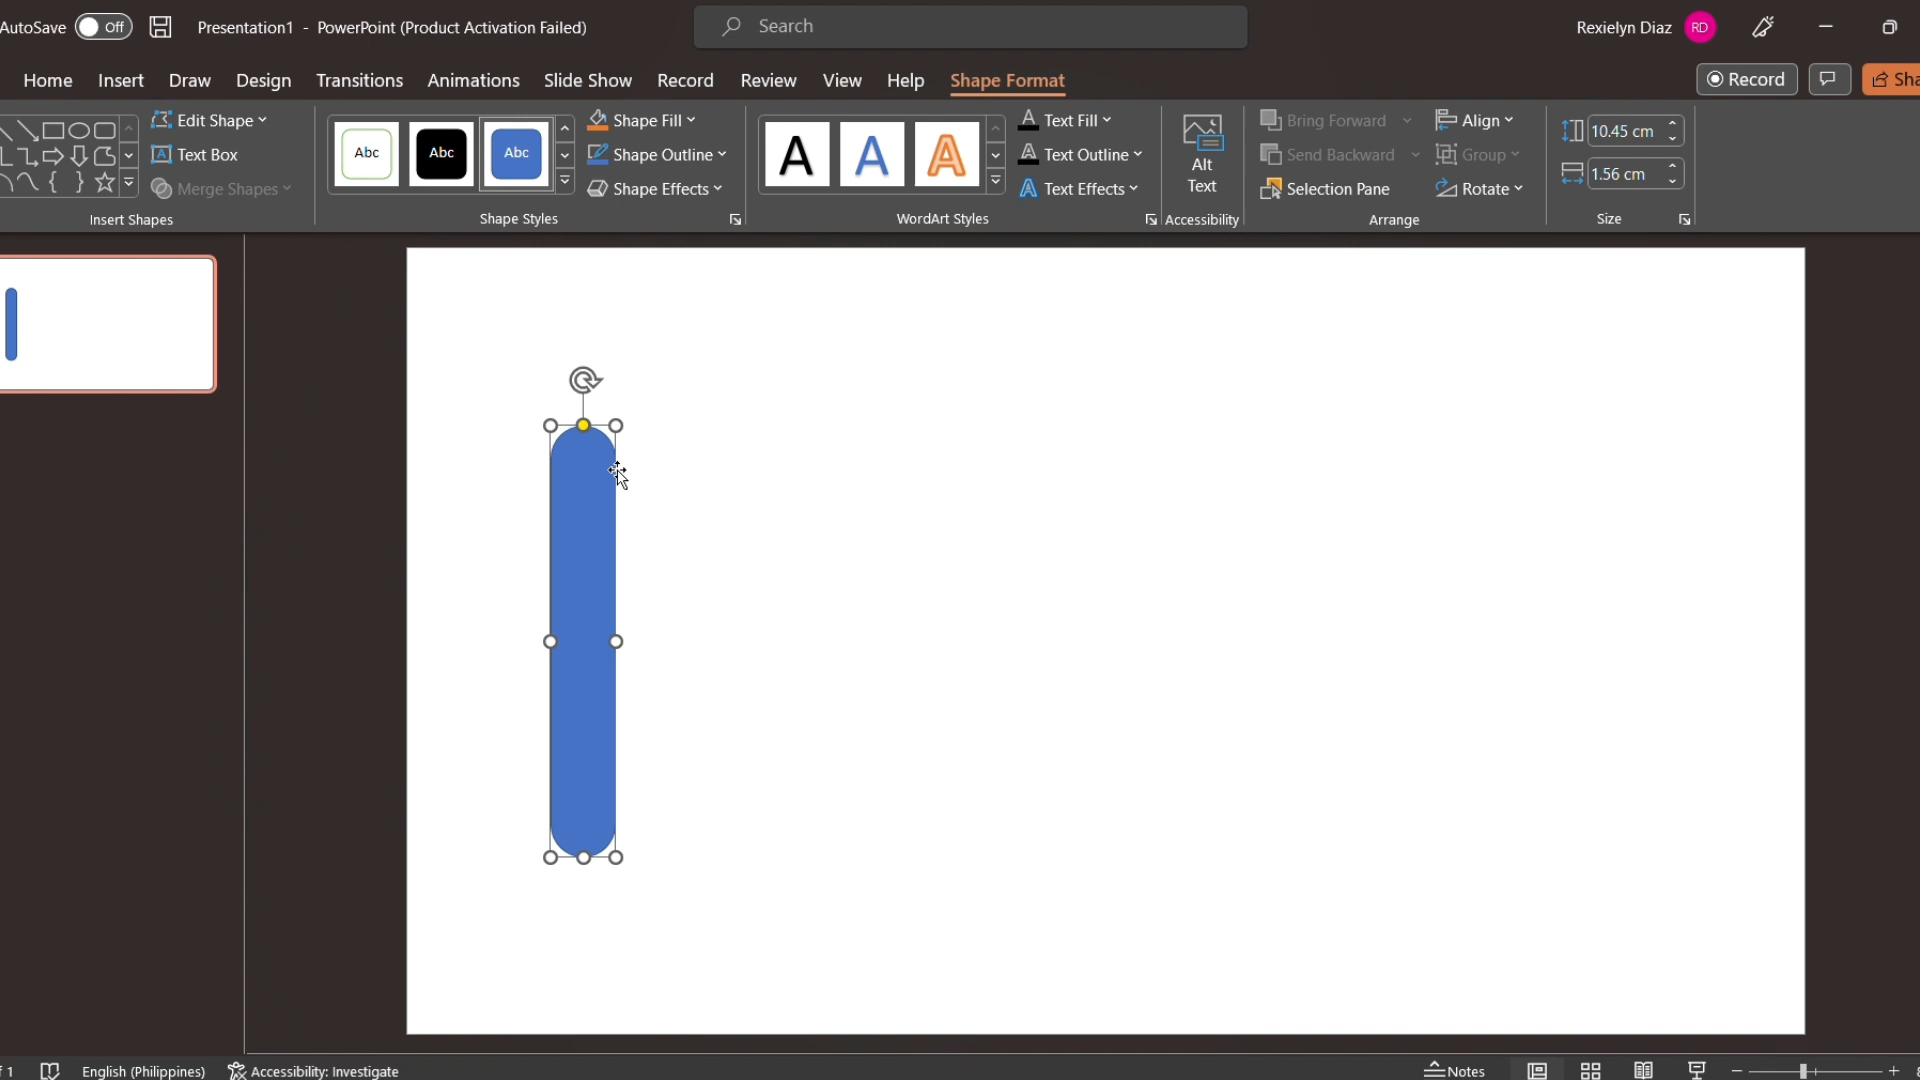 AutoSave Off Presentation1 - PowerPoint (Product Activation Failed) Search Rexielyn Diaz RD
Home Insert Draw Design Transitions Animations Slide Show Record Review View Help Shape Format Record
Edit Shape
Text Box
Merge Shapes
Insert Shapes
Abc Abc Abc
Shape Fill
Shape Outline
Shape Effects
Shape Styles
A A A
Text Fill
Text Outline
Text Effects
WordArt Styles
Alt
Text
Accessibility
Bring Forward
Send Backward
Selection Pane
Align
Group
Rotate
Arrange
10.45 cm
1.56 cm
Size
1 English (Philippines) Accessibility: Investigate Notes